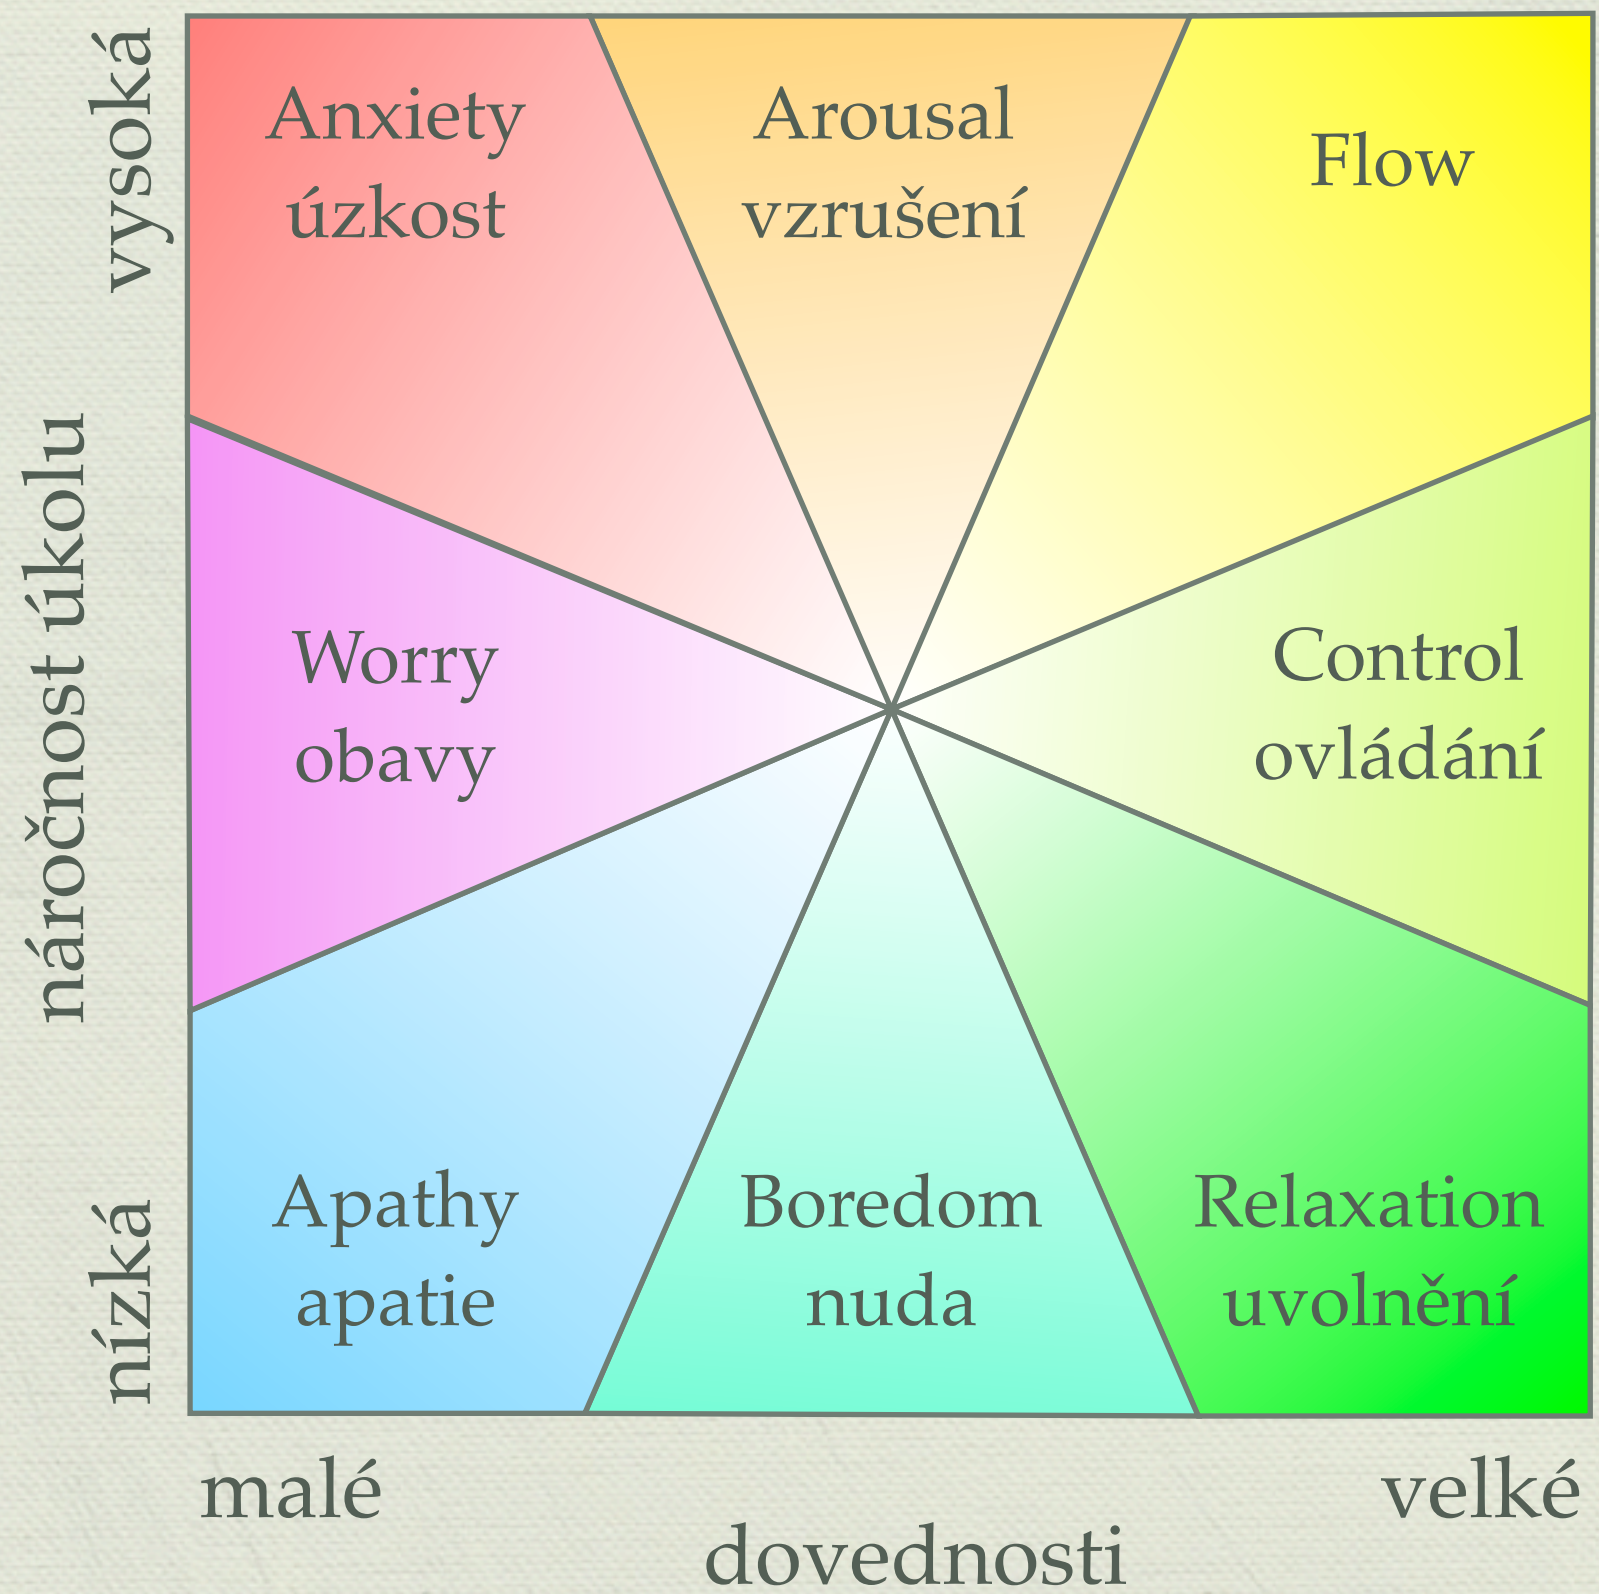 vysoká
náročnost úkolu
nízká
Anxiety
úzkost
Arousal
vzrušení
Flow
Worry
obavy
Control
ovládání
Apathy
apatie
Boredom
nuda
Relaxation
uvolnění
malé
velké
dovednosti